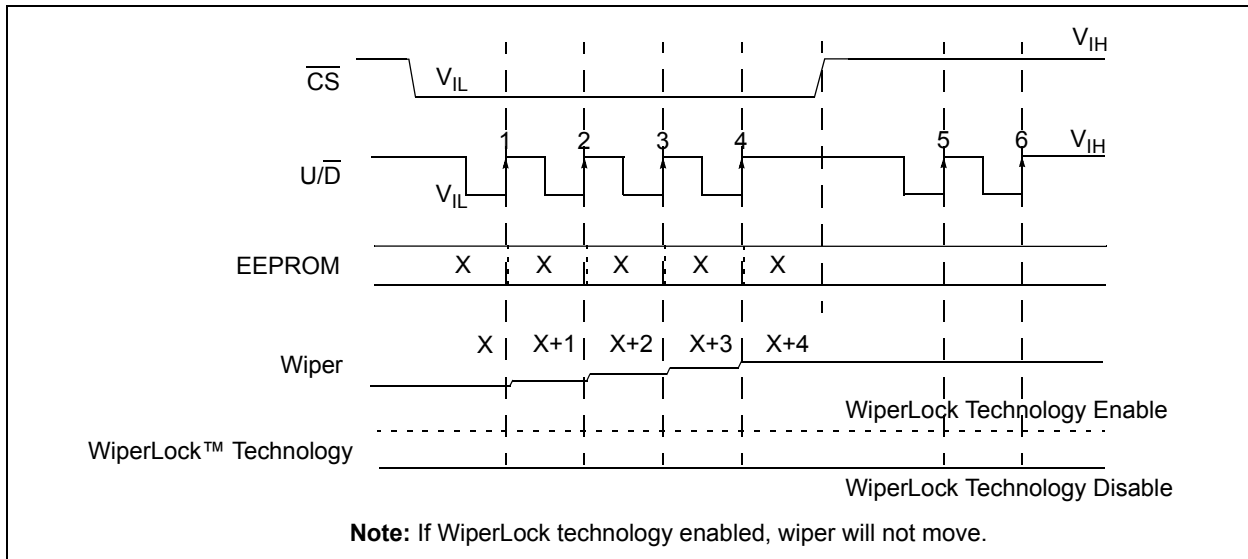 V_IH
C̅S̅ V_IL
1 2 3 4 5 6 V_IH
U/D̅
V_IL
EEPROM X X X X X
X X+1 X+2 X+3 X+4
Wiper
WiperLock Technology Enable
WiperLock™ Technology
WiperLock Technology Disable
Note: If WiperLock technology enabled, wiper will not move.